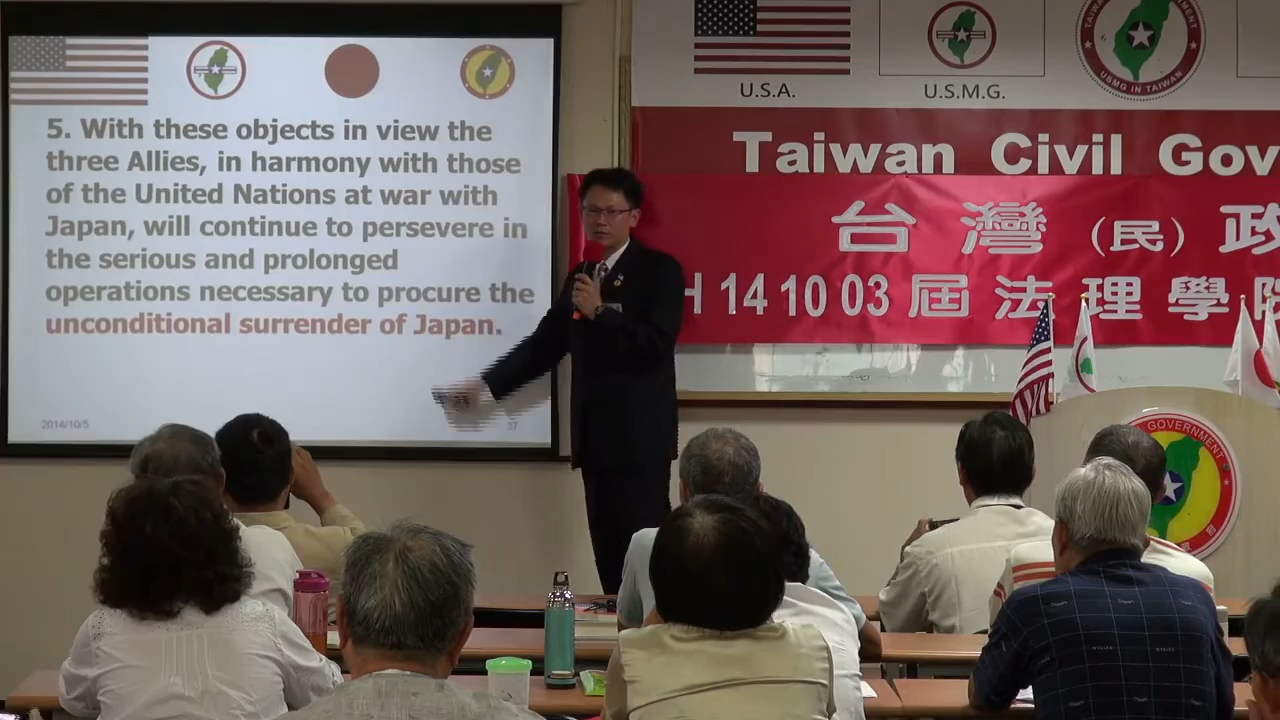 5. With these objects in view the
three Allies, in harmony with those
of the United Nations at war with
Japan, will continue to persevere in
the serious and prolonged
operations necessary to procure the
unconditional surrender of Japan.
2014/10/5
37
U.S.A.
U.S.M.G.
USMG IN TAIWAN
Taiwan Civil Gov
台灣(民)政
H 14 10 03 屆法理學院
GOVERNMENT